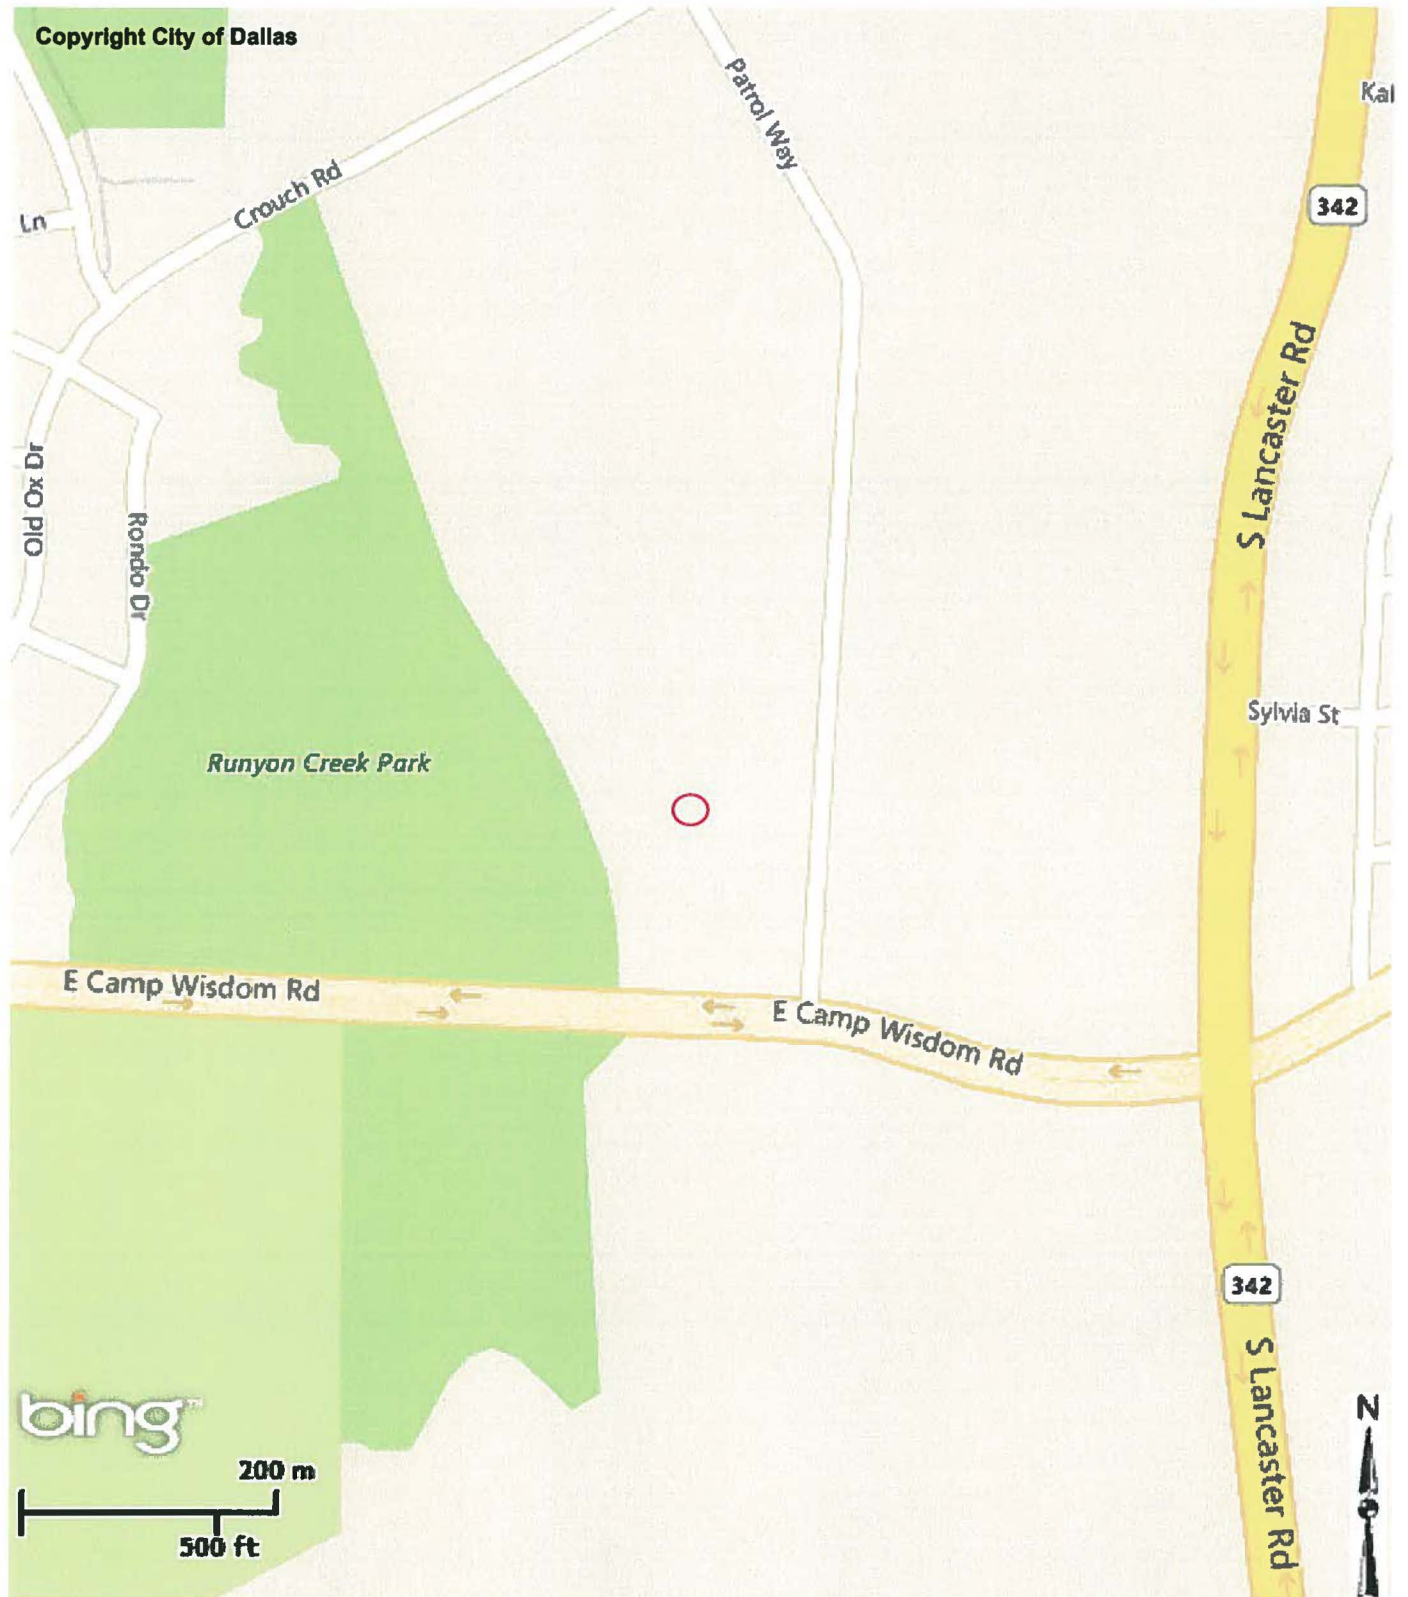 Copyright City of Dallas
Patrol Way
Kal
Crouch Rd
342
Ln
S Lancaster Rd
Old Ox Dr
Rondo Dr
Sylvia St
Runyon Creek Park
E Camp Wisdom Rd
E Camp Wisdom Rd
342
S Lancaster Rd
bing
N
200 m
500 ft